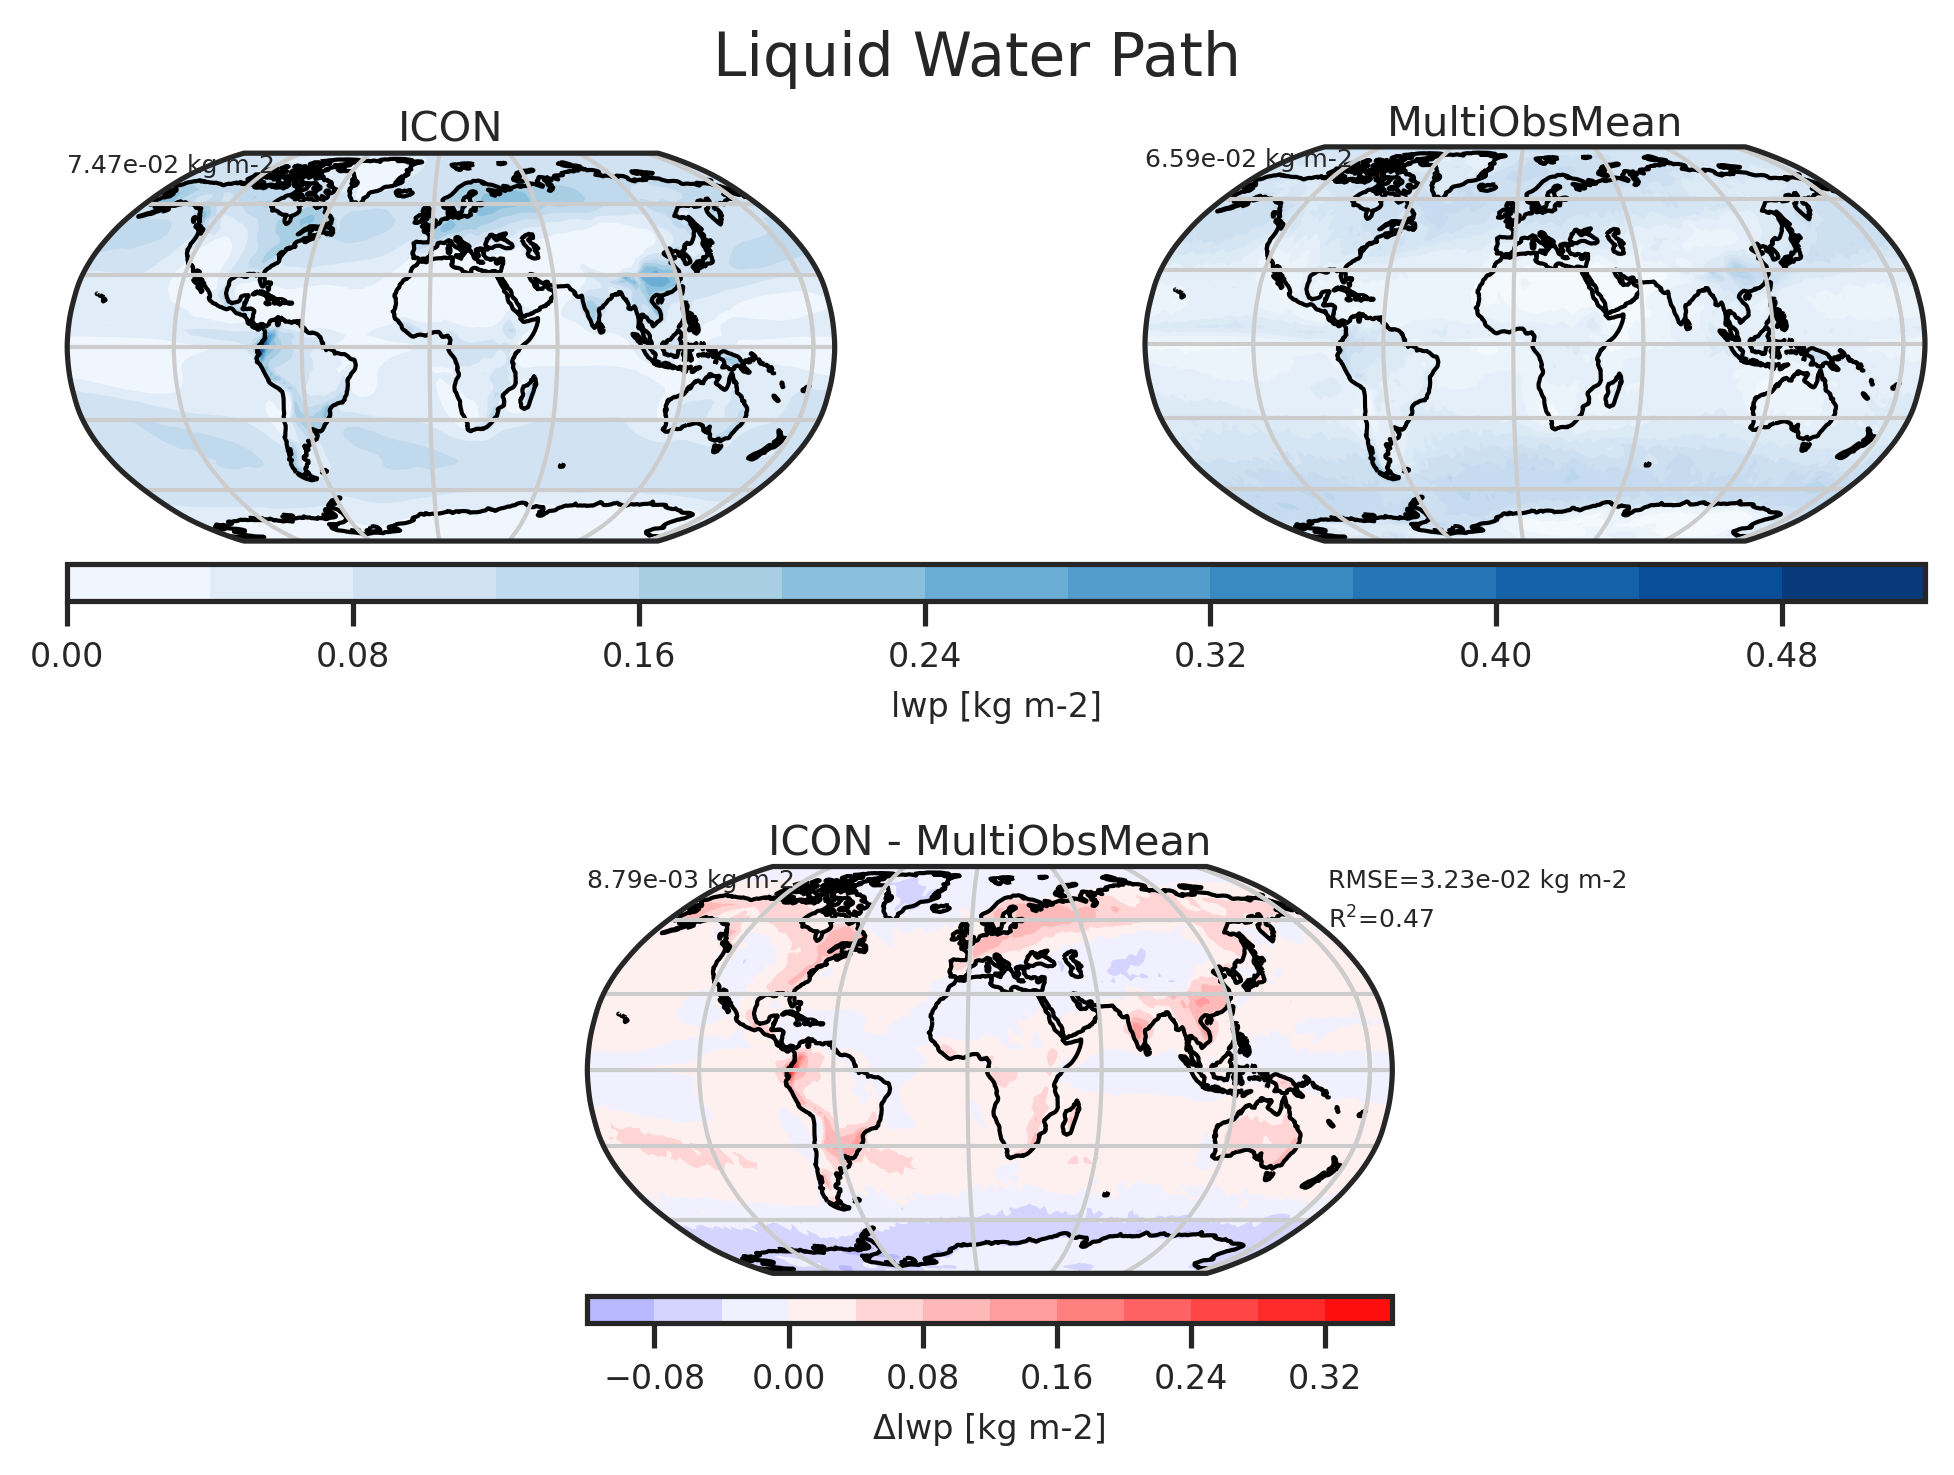 Liquid Water Path
ICON
MultiObsMean
7.47e-02 kg m-2
6.59e-02 kg m-2
0.00 0.08 0.16 0.24 0.32 0.40 0.48
lwp [kg m-2]
ICON - MultiObsMean
8.79e-03 kg m-2
RMSE=3.23e-02 kg m-2
R²=0.47
−0.08 0.00 0.08 0.16 0.24 0.32
Δlwp [kg m-2]